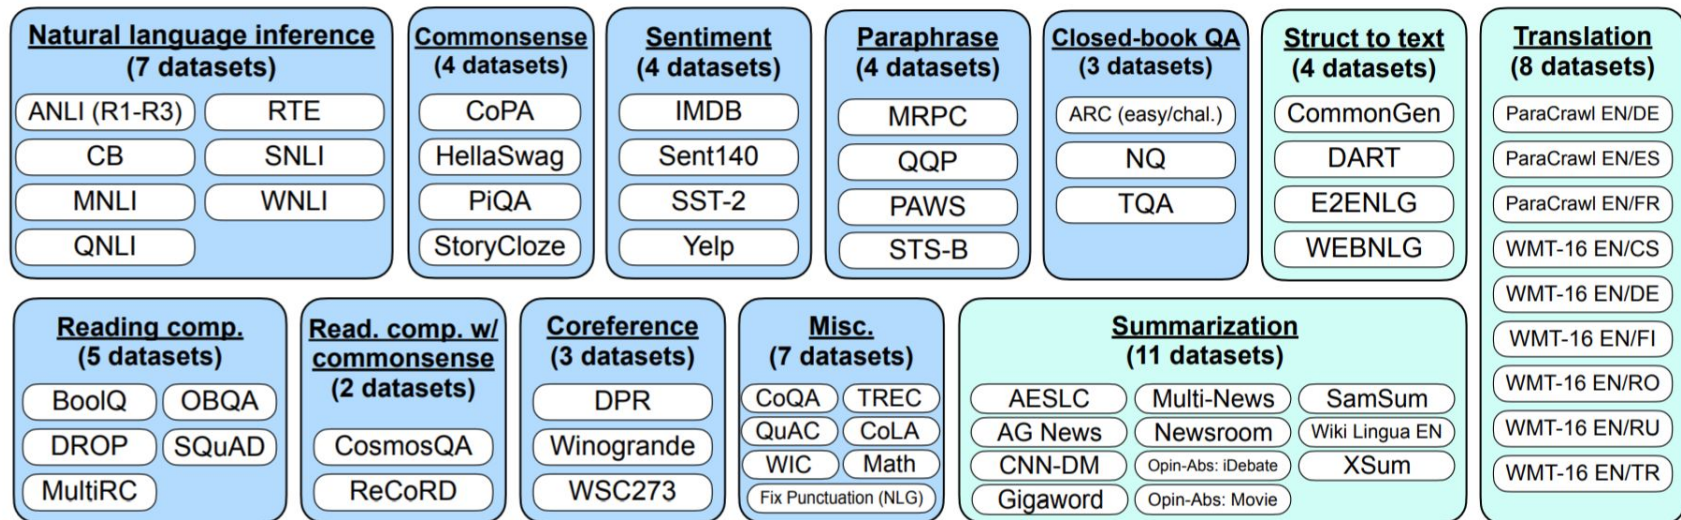 Natural language inference
(7 datasets)
ANLI (R1-R3)
RTE
CB
SNLI
MNLI
WNLI
QNLI
Commonsense
(4 datasets)
CoPA
HellaSwag
PiQA
StoryCloze
Sentiment
(4 datasets)
IMDB
Sent140
SST-2
Yelp
Paraphrase
(4 datasets)
MRPC
QQP
PAWS
STS-B
Closed-book QA
(3 datasets)
ARC (easy/chal.)
NQ
TQA
Struct to text
(4 datasets)
CommonGen
DART
E2ENLG
WEBNLG
Translation
(8 datasets)
ParaCrawl EN/DE
ParaCrawl EN/ES
ParaCrawl EN/FR
WMT-16 EN/CS
WMT-16 EN/DE
WMT-16 EN/FI
WMT-16 EN/RO
WMT-16 EN/RU
WMT-16 EN/TR
Reading comp.
(5 datasets)
BoolQ
OBQA
DROP
SQuAD
MultiRC
Read. comp. w/
commonsense
(2 datasets)
CosmosQA
ReCoRD
Coreference
(3 datasets)
DPR
Winogrande
WSC273
Misc.
(7 datasets)
CoQA
TREC
QuAC
CoLA
WIC
Math
Fix Punctuation (NLG)
Summarization
(11 datasets)
AESLC
Multi-News
SamSum
AG News
Newsroom
Wiki Lingua EN
CNN-DM
Opin-Abs: iDebate
XSum
Gigaword
Opin-Abs: Movie